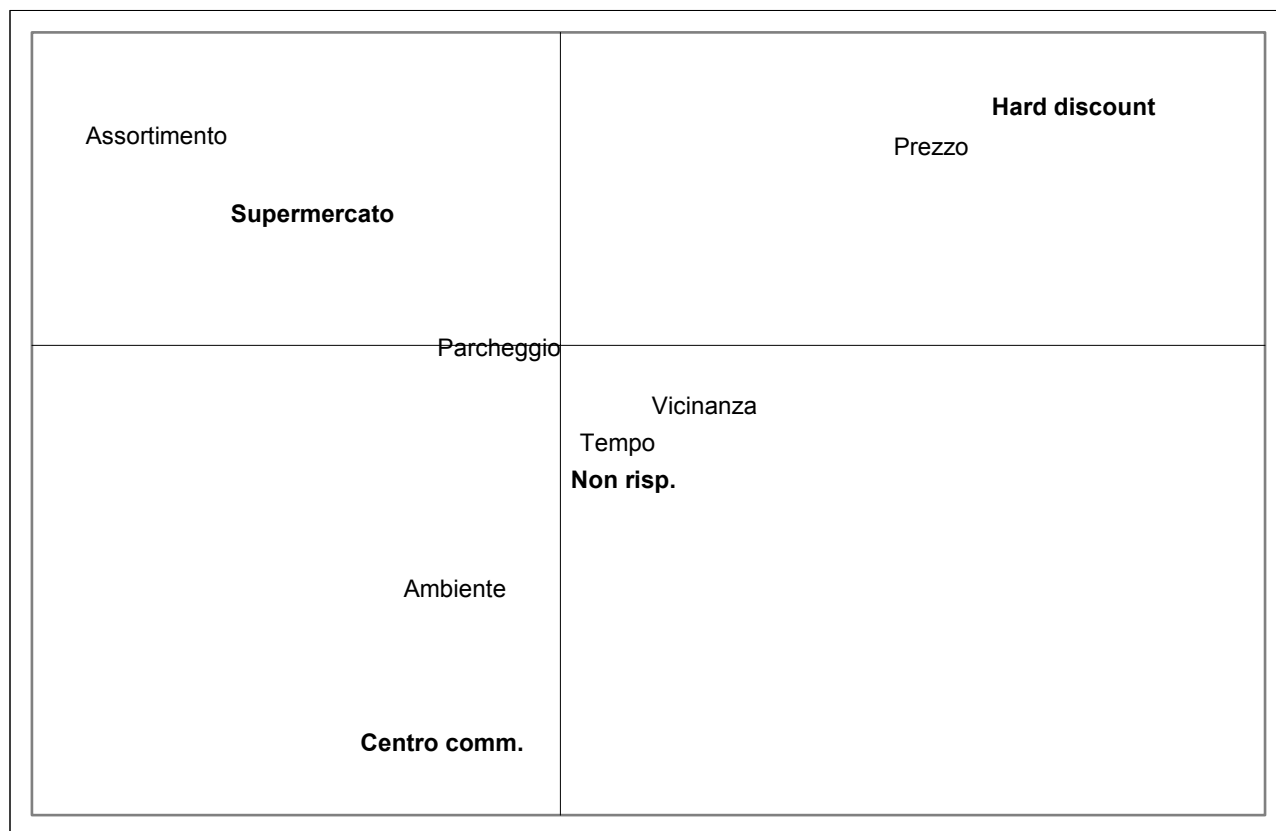 Hard discount
Assortimento
Prezzo
Supermercato
Parcheggio
Vicinanza
Tempo
Non risp.
Ambiente
Centro comm.